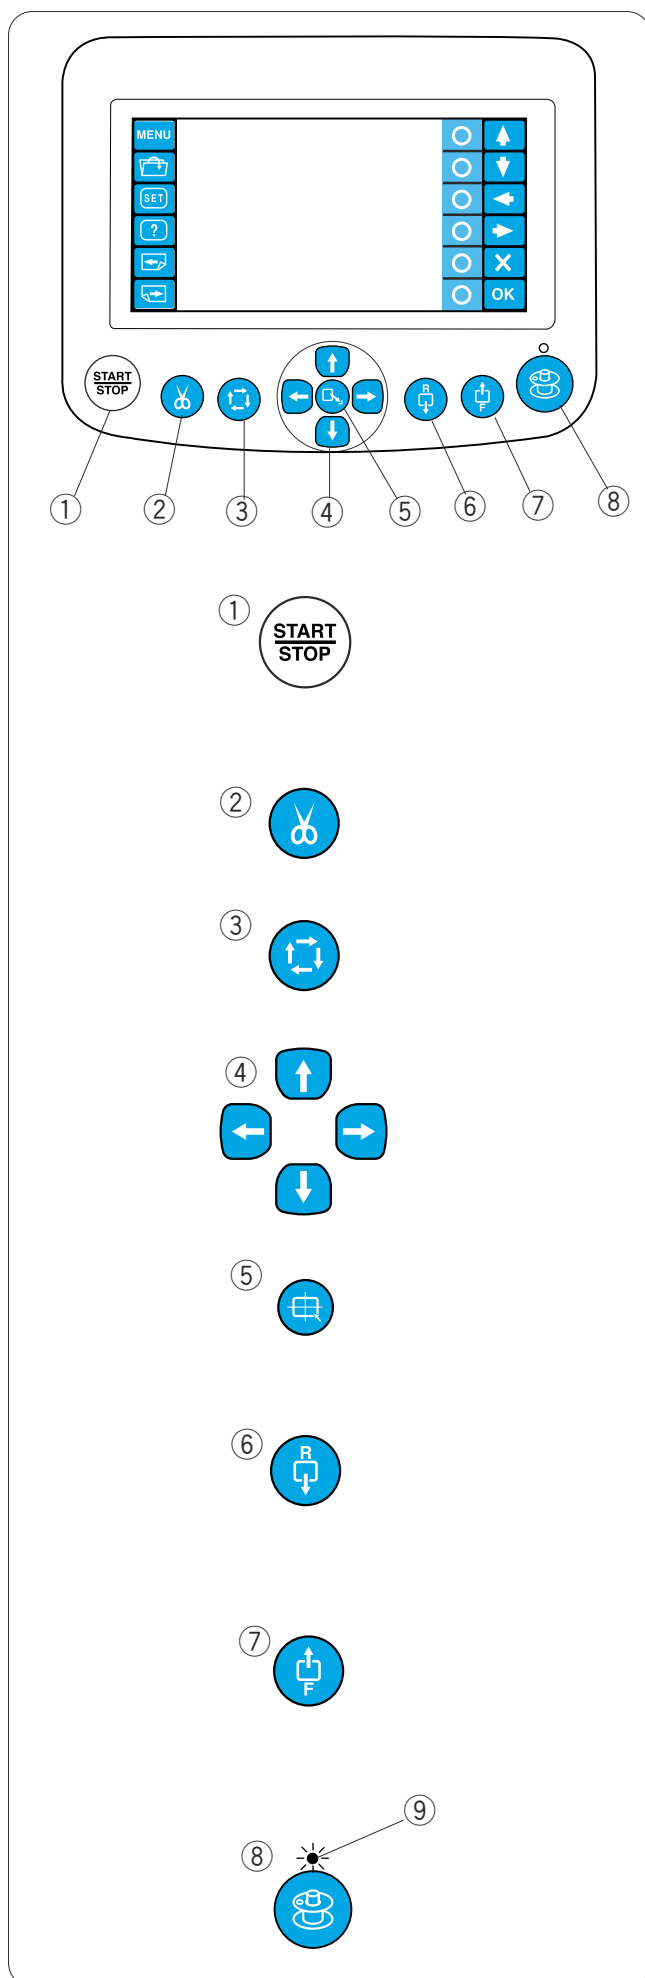 MENU
SET
?
OK
START
STOP
R
F
① ② ③ ④ ⑤ ⑥ ⑦ ⑧
①
START
STOP
②
③
④
⑤
⑥
R
⑦
F
⑨
⑧